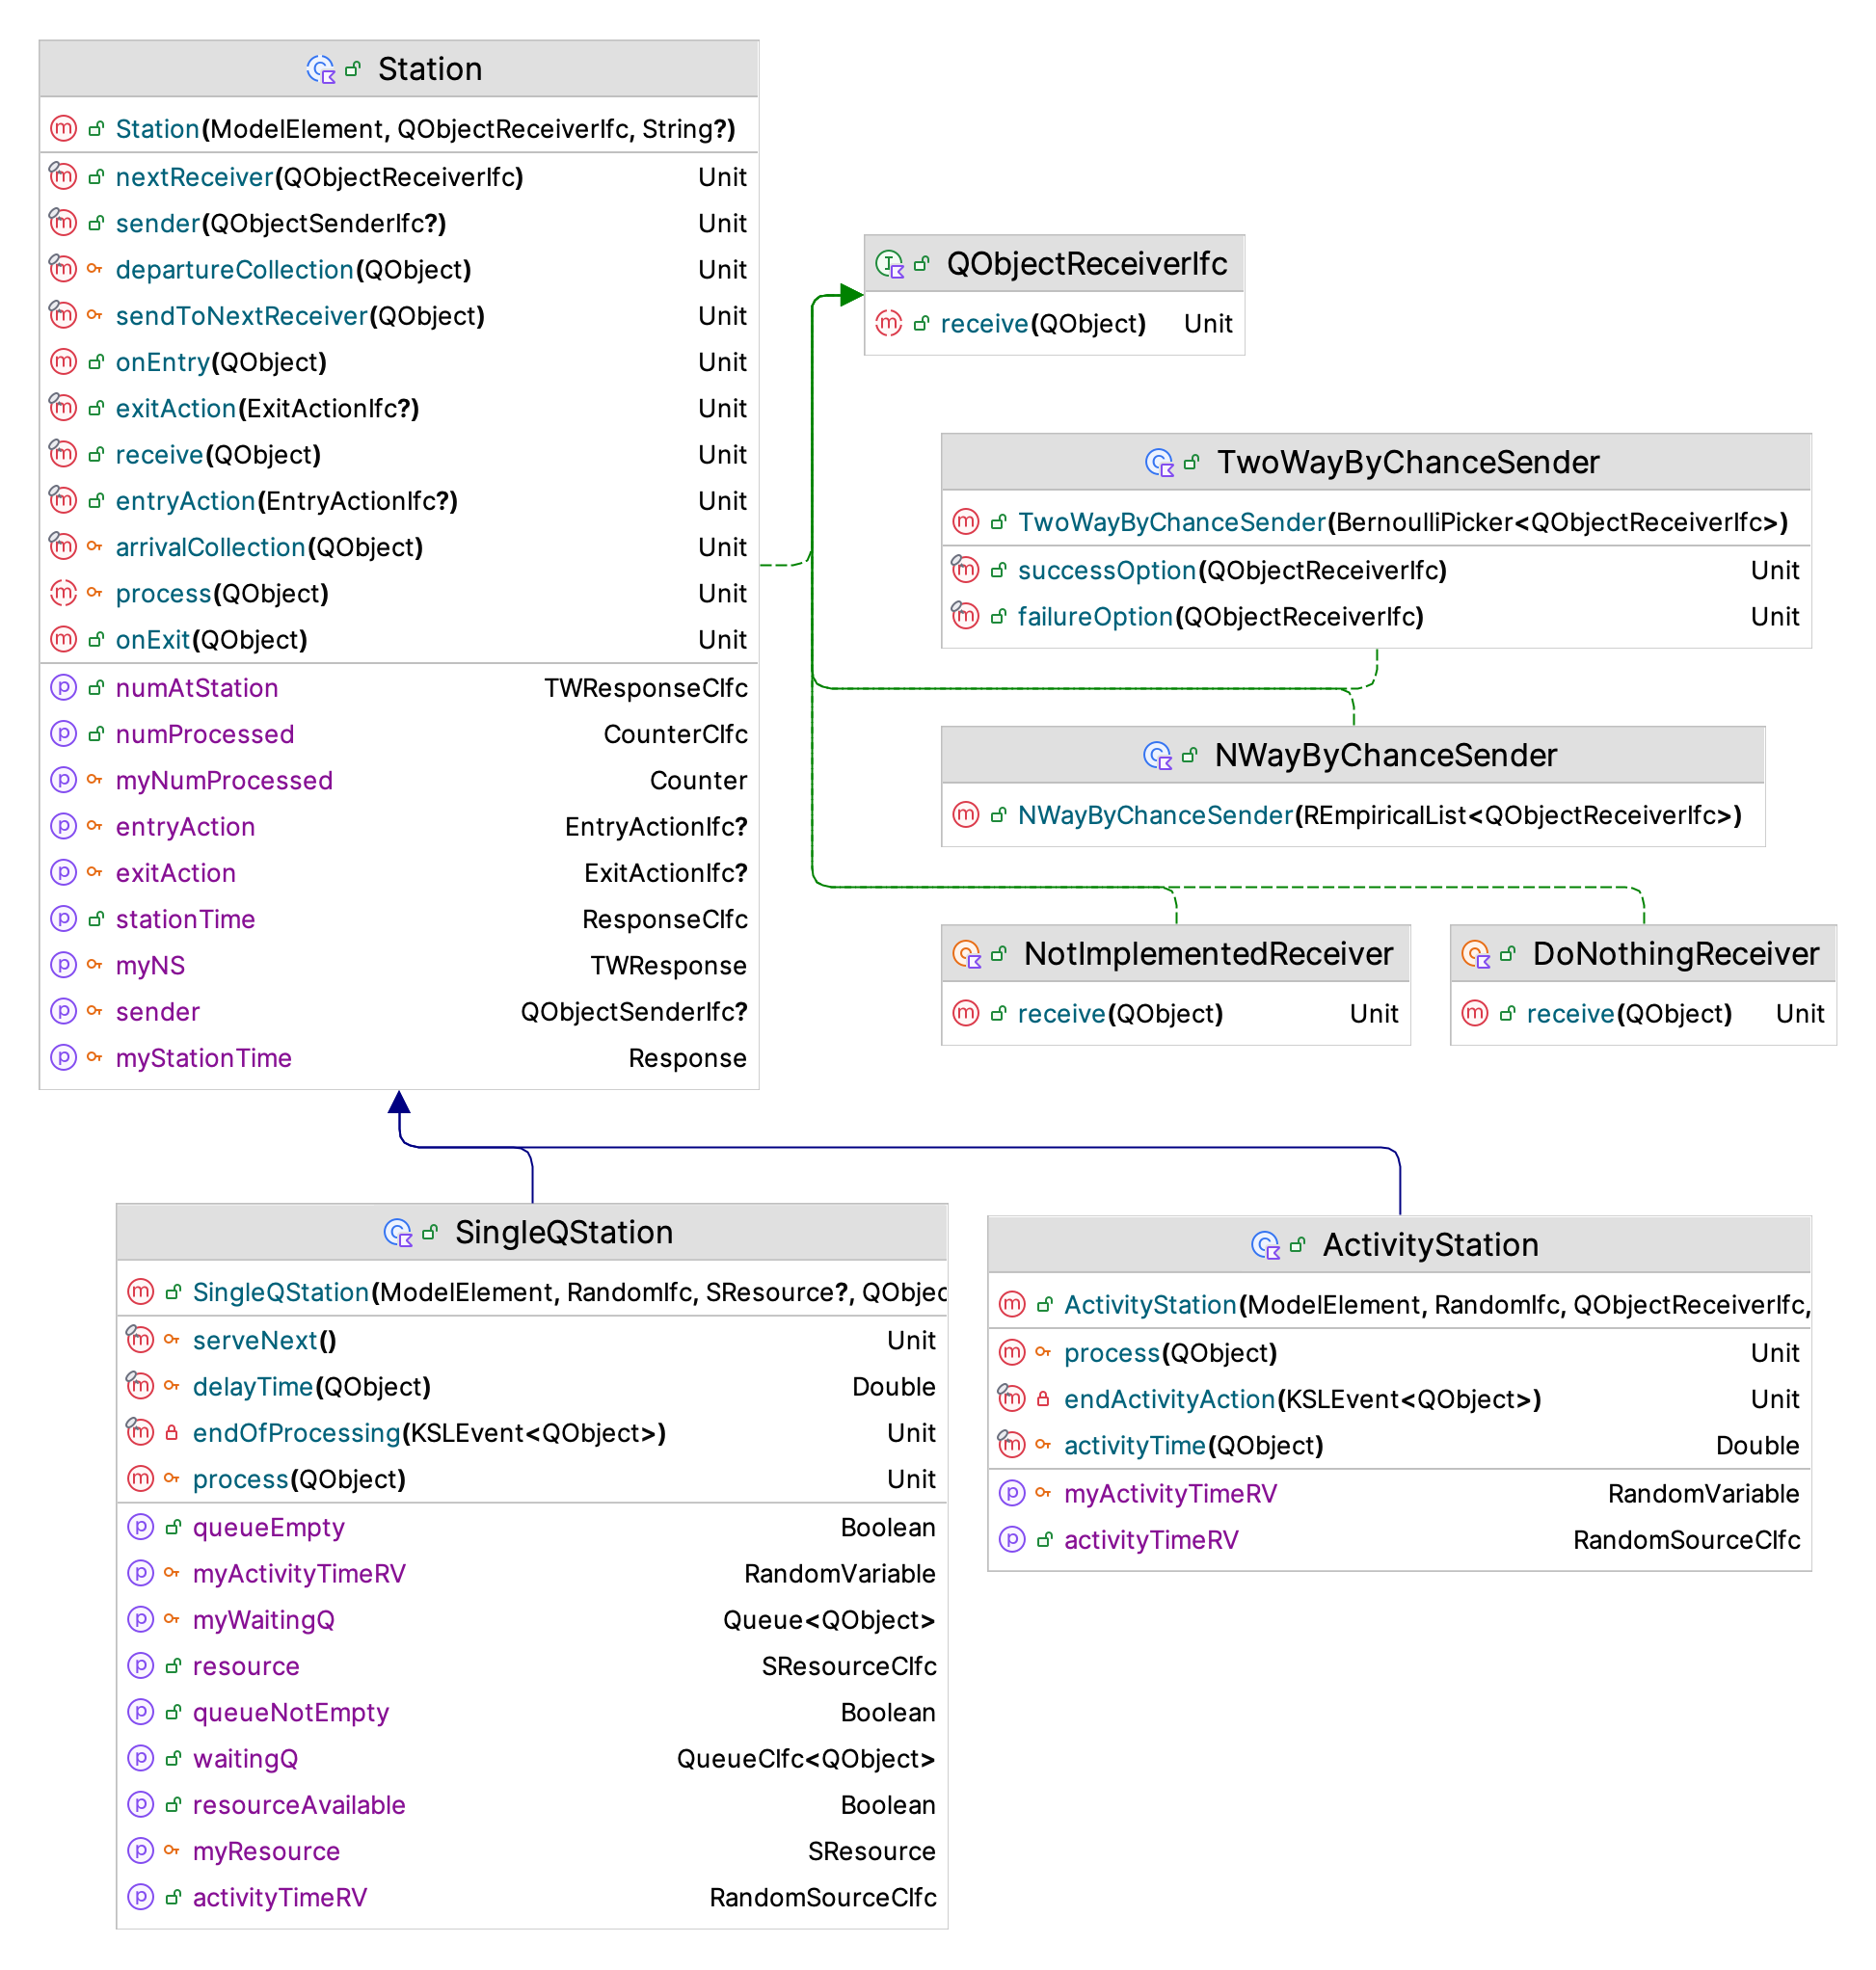 Station
Station(ModelElement, QObjectReceiverIfc, String?)
nextReceiver(QObjectReceiverIfc) Unit
sender(QObjectSenderIfc?) Unit
departureCollection(QObject) Unit
sendToNextReceiver(QObject) Unit
onEntry(QObject) Unit
exitAction(ExitActionIfc?) Unit
receive(QObject) Unit
entryAction(EntryActionIfc?) Unit
arrivalCollection(QObject) Unit
process(QObject) Unit
onExit(QObject) Unit
numAtStation TWResponseCIfc
numProcessed CounterCIfc
myNumProcessed Counter
entryAction EntryActionIfc?
exitAction ExitActionIfc?
stationTime ResponseCIfc
myNS TWResponse
sender QObjectSenderIfc?
myStationTime Response
QObjectReceiverIfc
receive(QObject) Unit
TwoWayByChanceSender
TwoWayByChanceSender(BernoulliPicker<QObjectReceiverIfc>)
successOption(QObjectReceiverIfc) Unit
failureOption(QObjectReceiverIfc) Unit
NWayByChanceSender
NWayByChanceSender(REmpiricalList<QObjectReceiverIfc>)
NotImplementedReceiver
receive(QObject) Unit
DoNothingReceiver
receive(QObject) Unit
SingleQStation
SingleQStation(ModelElement, RandomIfc, SResource?, QObjec
serveNext() Unit
delayTime(QObject) Double
endOfProcessing(KSLEvent<QObject>) Unit
process(QObject) Unit
queueEmpty Boolean
myActivityTimeRV RandomVariable
myWaitingQ Queue<QObject>
resource SResourceCIfc
queueNotEmpty Boolean
waitingQ QueueCIfc<QObject>
resourceAvailable Boolean
myResource SResource
activityTimeRV RandomSourceCIfc
ActivityStation
ActivityStation(ModelElement, RandomIfc, QObjectReceiverIfc,
process(QObject) Unit
endActivityAction(KSLEvent<QObject>) Unit
activityTime(QObject) Double
myActivityTimeRV RandomVariable
activityTimeRV RandomSourceCIfc